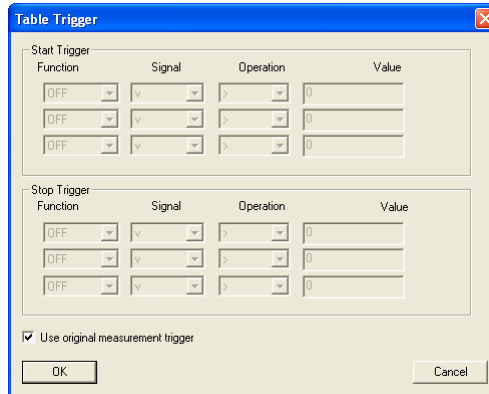 Table Trigger
Start Trigger
Function Signal Operation Value
OFF v > 0
OFF v > 0
OFF v > 0
Stop Trigger
Function Signal Operation Value
OFF v > 0
OFF v > 0
OFF v > 0
Use original measurement trigger
OK Cancel